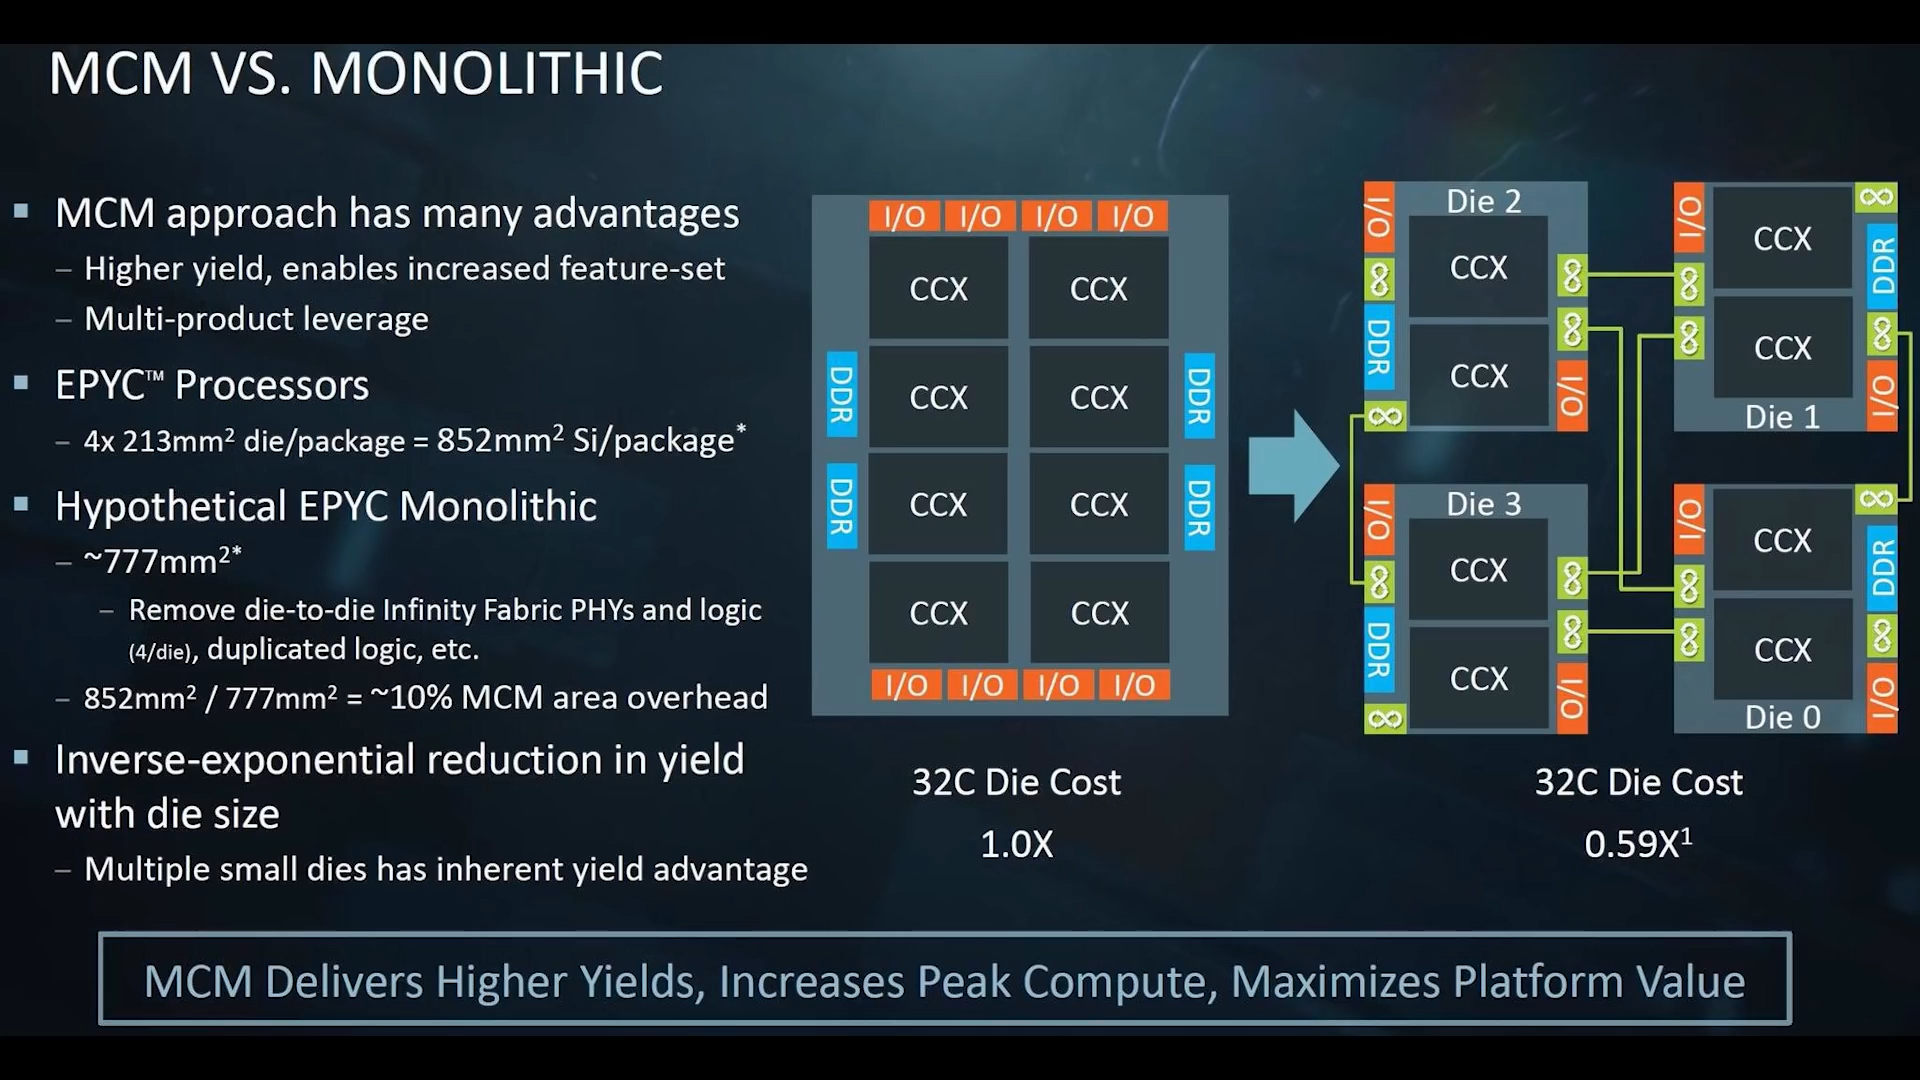 MCM VS. MONOLITHIC
▪ MCM approach has many advantages
– Higher yield, enables increased feature-set
– Multi-product leverage
▪ EPYC™ Processors
– 4x 213mm² die/package = 852mm² Si/package*
▪ Hypothetical EPYC Monolithic
– ~777mm²*
– Remove die-to-die Infinity Fabric PHYs and logic
(4/die), duplicated logic, etc.
– 852mm² / 777mm² = ~10% MCM area overhead
▪ Inverse-exponential reduction in yield
with die size
– Multiple small dies has inherent yield advantage
I/O I/O I/O I/O
CCX CCX
DDR CCX CCX DDR
DDR CCX CCX DDR
CCX CCX
I/O I/O I/O I/O
32C Die Cost
1.0X
Die 2
I/O
CCX
∞
∞
DDR
∞
CCX
I/O
∞
I/O
CCX
∞
∞
DDR
∞
CCX
∞
I/O
Die 1
Die 3
I/O
CCX
∞
∞
DDR
∞
CCX
I/O
∞
I/O
CCX
∞
∞
DDR
∞
CCX
∞
I/O
Die 0
32C Die Cost
0.59X¹
MCM Delivers Higher Yields, Increases Peak Compute, Maximizes Platform Value